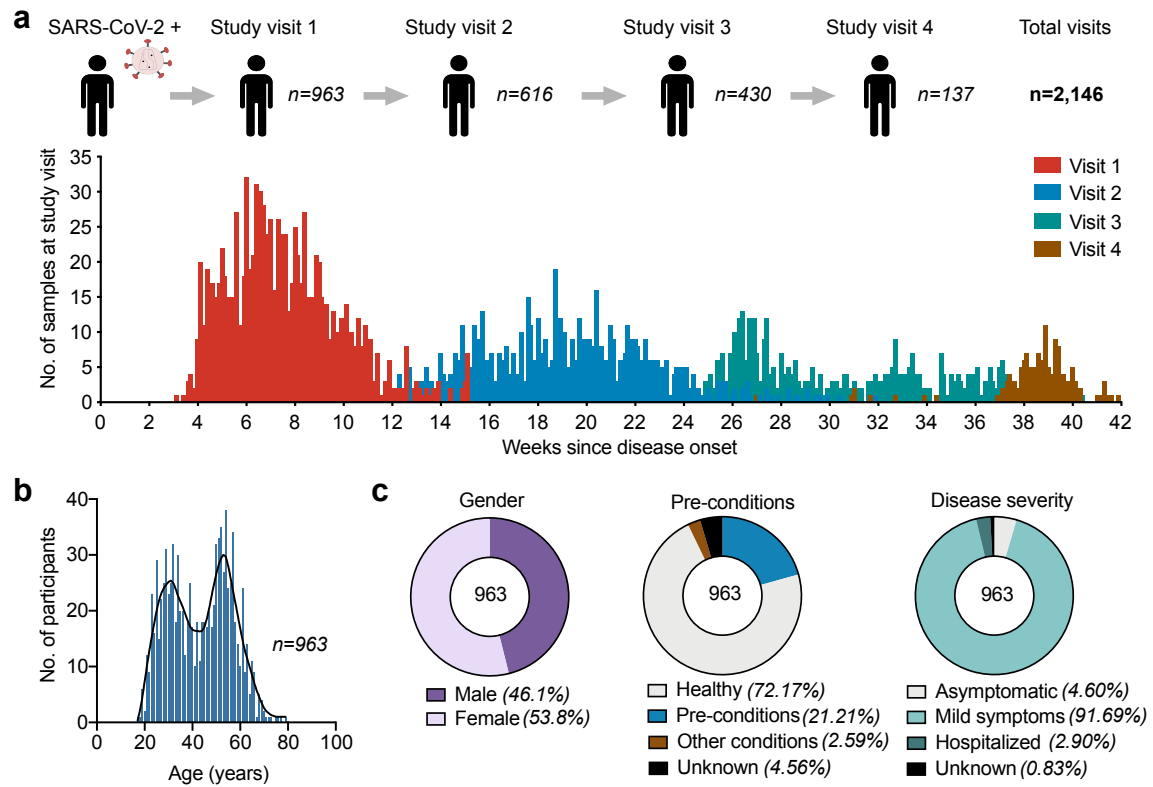 a
SARS-CoV-2 + Study visit 1 Study visit 2 Study visit 3 Study visit 4 Total visits
n=963 n=616 n=430 n=137 n=2,146
No. of samples at study visit
35
30
25
20
15
10
5
0
Visit 1
Visit 2
Visit 3
Visit 4
0 2 4 6 8 10 12 14 16 18 20 22 24 26 28 30 32 34 36 38 40 42
Weeks since disease onset
b
No. of participants
40
30
20
10
0
n=963
0 20 40 60 80 100
Age (years)
c
Gender
963
Male (46.1%)
Female (53.8%)
Pre-conditions
963
Healthy (72.17%)
Pre-conditions (21.21%)
Other conditions (2.59%)
Unknown (4.56%)
Disease severity
963
Asymptomatic (4.60%)
Mild symptoms (91.69%)
Hospitalized (2.90%)
Unknown (0.83%)